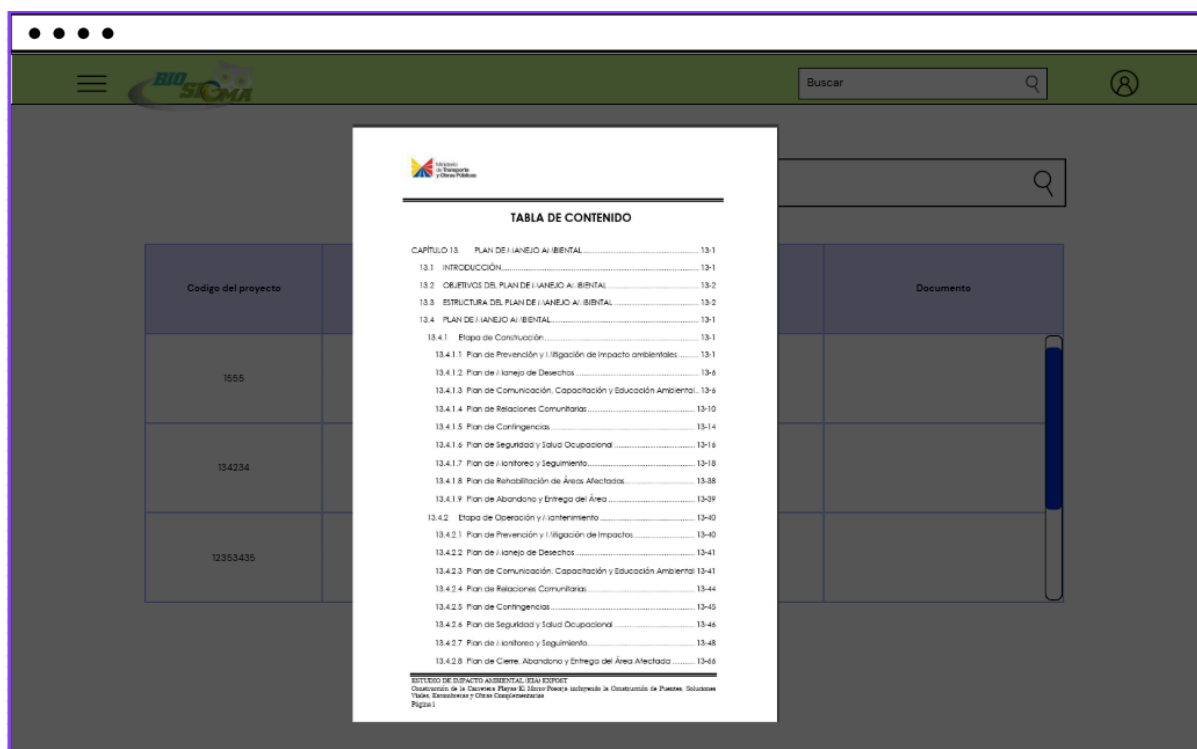 BIO
SIGMA
Buscar
Codigo del proyecto
Documento
1555
134234
12353435
Ministerio
de Transporte
y Obras Públicas
TABLA DE CONTENIDO
CAPÍTULO 13. PLAN DE MANEJO AMBIENTAL 13-1
13.1 INTRODUCCIÓN 13-1
13.2 OBJETIVOS DEL PLAN DE MANEJO AMBIENTAL 13-2
13.3 ESTRUCTURA DEL PLAN DE MANEJO AMBIENTAL 13-2
13.4 PLAN DE MANEJO AMBIENTAL 13-1
13.4.1 Etapa de Construcción 13-1
13.4.1.1 Plan de Prevención y Mitigación de impacto ambientales 13-1
13.4.1.2 Plan de Manejo de Desechos 13-6
13.4.1.3 Plan de Comunicación, Capacitación y Educación Ambiental 13-6
13.4.1.4 Plan de Relaciones Comunitarias 13-10
13.4.1.5 Plan de Contingencias 13-14
13.4.1.6 Plan de Seguridad y Salud Ocupacional 13-16
13.4.1.7 Plan de Monitoreo y Seguimiento 13-18
13.4.1.8 Plan de Rehabilitación de Áreas Afectadas 13-38
13.4.1.9 Plan de Abandono y Entrega del Área 13-39
13.4.2 Etapa de Operación y Mantenimiento 13-40
13.4.2.1 Plan de Prevención y Mitigación de Impactos 13-40
13.4.2.2 Plan de Manejo de Desechos 13-41
13.4.2.3 Plan de Comunicación, Capacitación y Educación Ambiental 13-41
13.4.2.4 Plan de Relaciones Comunitarias 13-44
13.4.2.5 Plan de Contingencias 13-45
13.4.2.6 Plan de Seguridad y Salud Ocupacional 13-46
13.4.2.7 Plan de Monitoreo y Seguimiento 13-48
13.4.2.8 Plan de Cierre, Abandono y Entrega del Área Afectada 13-66
ESTUDIO DE IMPACTO AMBIENTAL (EIA) EXPOST
Construcción de la Carretera Playas-El Morro-Posorja incluyendo la Construcción de Puentes, Soluciones
Viales, Escombreras y Obras Complementarias
Página i